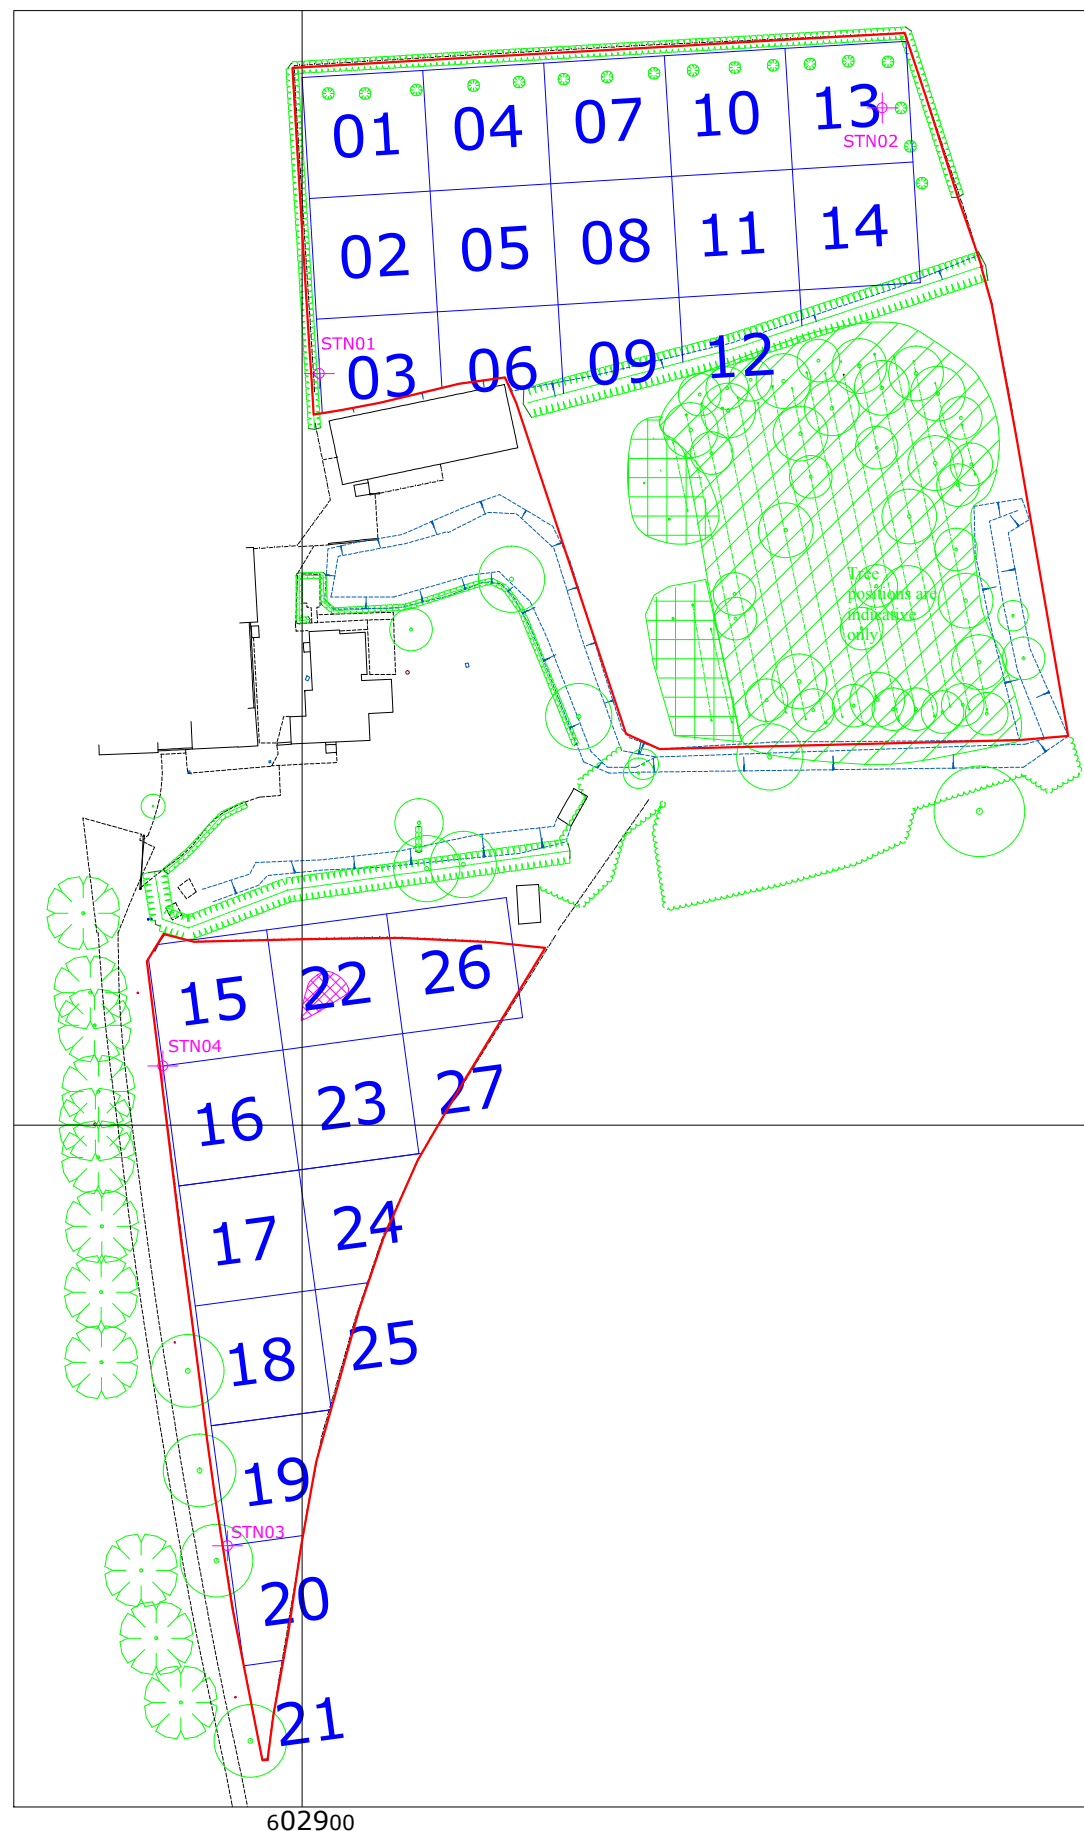 01 04 07 10 13
STN02
02 05 08 11 14
STN01
03 06 09 12
Tree
positions are
indicative
only
15 22 26
STN04
16 23 27
17 24
18 25
19
STN03
20
21
602900